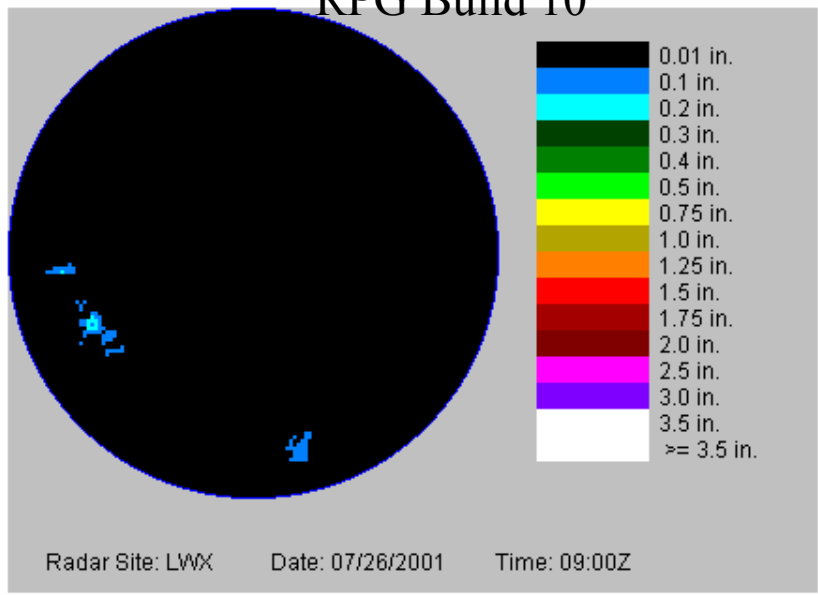 RPG Build 10
0.01 in.
0.1 in.
0.2 in.
0.3 in.
0.4 in.
0.5 in.
0.75 in.
1.0 in.
1.25 in.
1.5 in.
1.75 in.
2.0 in.
2.5 in.
3.0 in.
3.5 in.
>= 3.5 in.
Radar Site: LWX Date: 07/26/2001 Time: 09:00Z